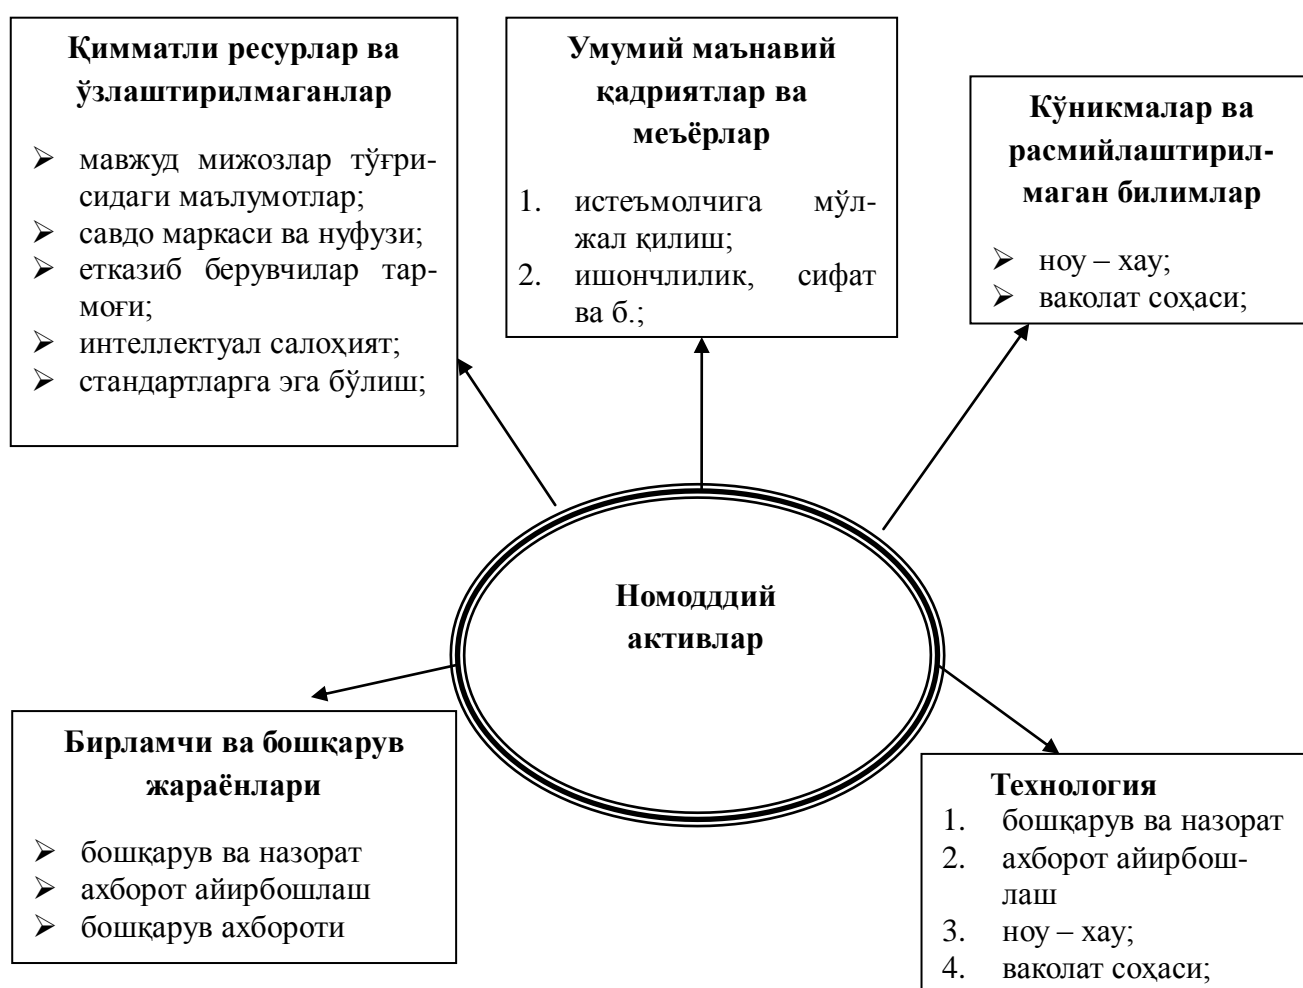 Қимматли ресурлар ва
ўзлаштирилмаганлар
➢ мавжуд мижозлар тўғри-
сидаги маълумотлар;
➢ савдо маркаси ва нуфузи;
➢ етказиб берувчилар тар-
моғи;
➢ интеллектуал салоҳият;
➢ стандартларга эга бўлиш;
Умумий маънавий
қадриятлар ва
меъёрлар
1. истеъмолчига мўл-
жал қилиш;
2. ишончлилик, сифат
ва б.;
Кўникмалар ва
расмийлаштирил-
маган билимлар
➢ ноу – хау;
➢ ваколат соҳаси;
Номодддий
активлар
Бирламчи ва бошқарув
жараёнлари
➢ бошқарув ва назорат
➢ ахборот айирбошлаш
➢ бошқарув ахбороти
Технология
1. бошқарув ва назорат
2. ахборот айирбош-
лаш
3. ноу – хау;
4. ваколат соҳаси;